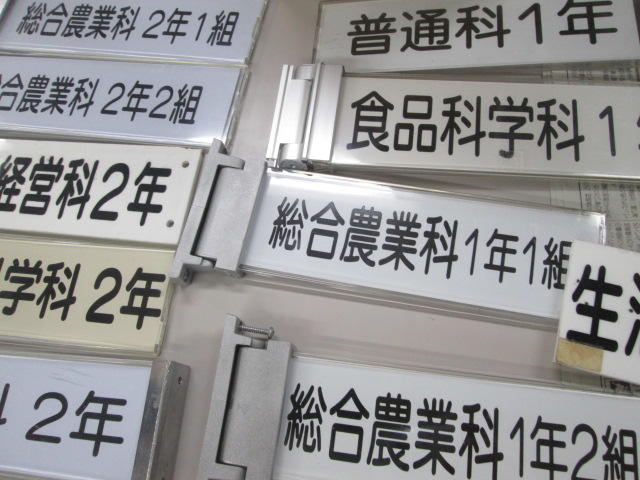 総合農業科 2年1組
合農業科 2年2組
経営科2年
学科 2年
科 2年
普通科1年
食品科学科1年
総合農業科1年1組
生活
総合農業科1年2組